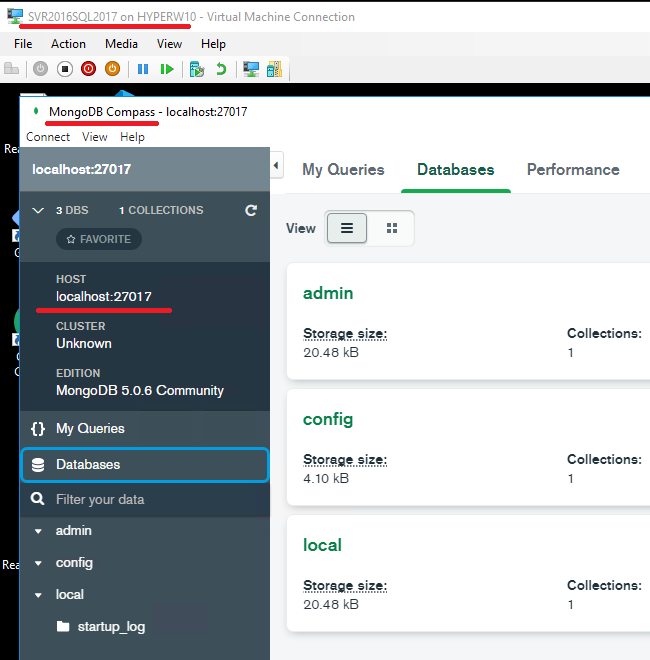 SVR2016SQL2017 on HYPERW10 - Virtual Machine Connection
File Action Media View Help
MongoDB Compass - localhost:27017
Connect View Help
localhost:27017
My Queries Databases Performance
3 DBS 1 COLLECTIONS
FAVORITE
View
HOST
localhost:27017
CLUSTER
Unknown
EDITION
MongoDB 5.0.6 Community
{} My Queries
Databases
Filter your data
admin
config
local
startup_log
admin
Storage size: Collections:
20.48 kB 1
config
Storage size: Collections:
4.10 kB 1
local
Storage size: Collections:
20.48 kB 1